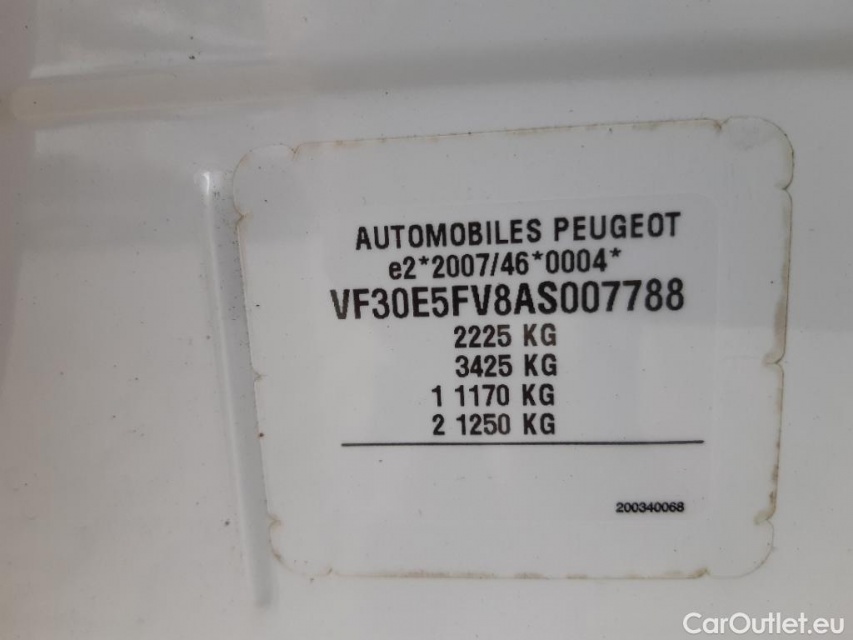 AUTOMOBILES PEUGEOT
e2*2007/46*0004*
VF30E5FV8AS007788
2225 KG
3425 KG
1 1170 KG
2 1250 KG
200340068
CarOutlet.eu